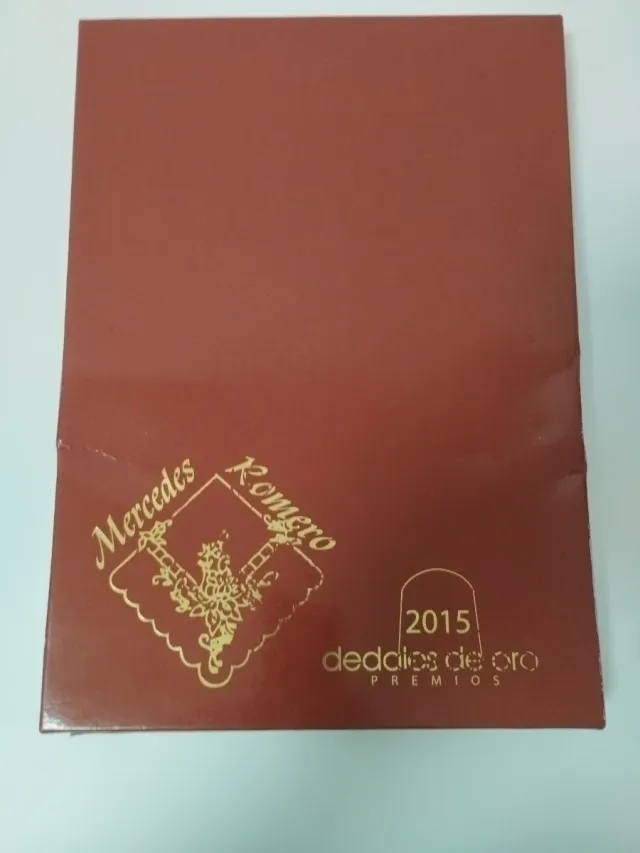 Mercedes Romero
2015
dedales de oro
PREMIOS